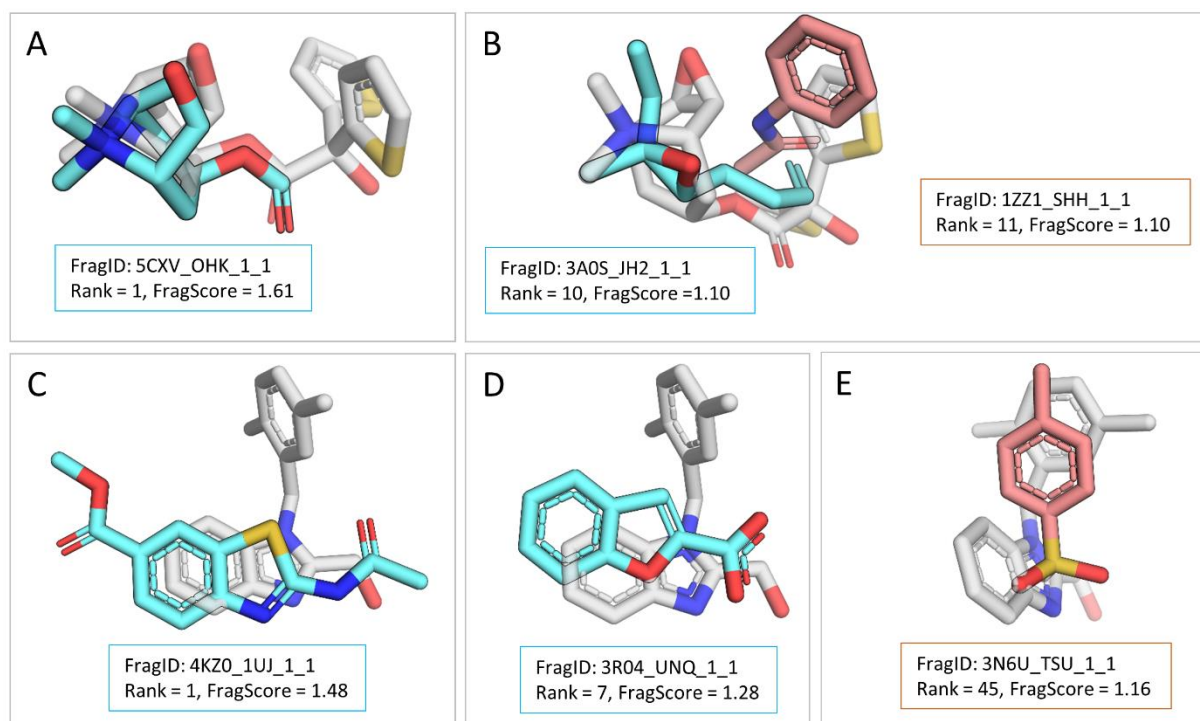 A
FragID: 5CXV_OHK_1_1
Rank = 1, FragScore = 1.61
B
FragID: 3A0S_JH2_1_1
Rank = 10, FragScore =1.10
FragID: 1ZZ1_SHH_1_1
Rank = 11, FragScore = 1.10
C
FragID: 4KZ0_1UJ_1_1
Rank = 1, FragScore = 1.48
D
FragID: 3R04_UNQ_1_1
Rank = 7, FragScore = 1.28
E
FragID: 3N6U_TSU_1_1
Rank = 45, FragScore = 1.16